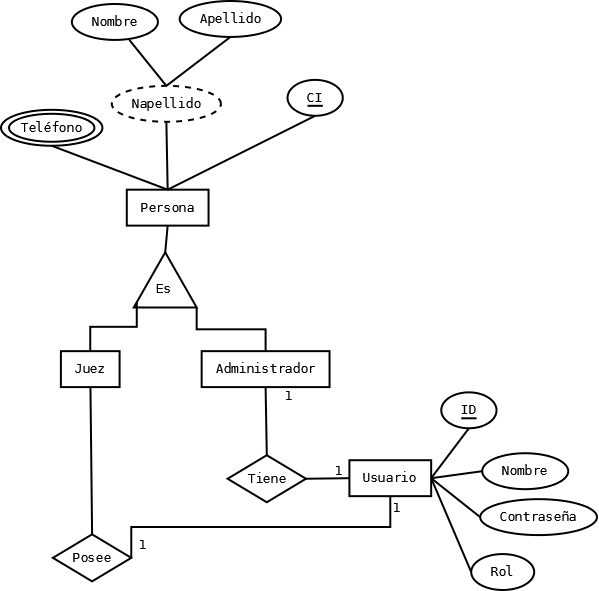 Nombre
Apellido
Napellido
CI
Teléfono
Persona
Es
Juez
Administrador
1
ID
Tiene
1
Usuario
Nombre
1
Contraseña
1
Posee
Rol